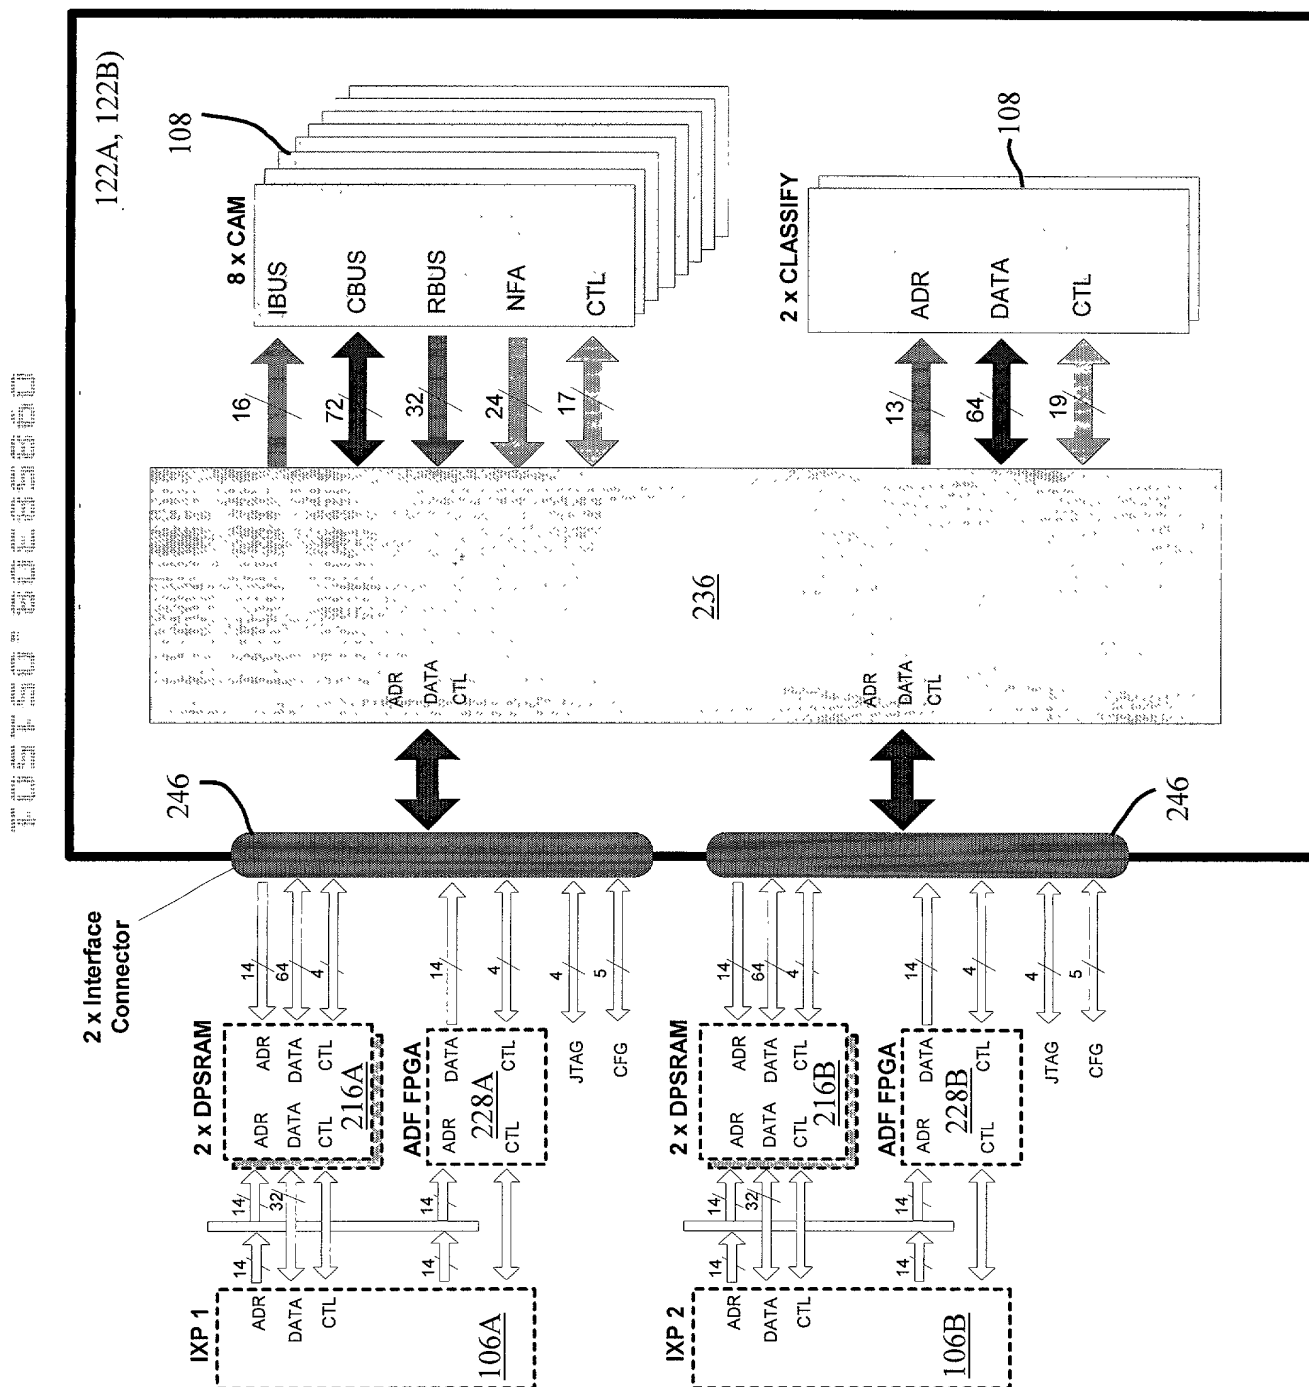 122A, 122B)
8 x CAM
108
IBUS
CBUS
RBUS
NFA
CTL
16
72
32
24
17
2 x CLASSIFY
108
ADR
DATA
CTL
13
64
19
236
ADR
DATA
CTL
ADR
DATA
CTL
246
246
2 x Interface
Connector
14
64
4
14
4
4
5
14
64
4
14
4
4
5
2 x DPSRAM
ADR
DATA
CTL
ADR
DATA
CTL
216A
ADF FPGA
ADR
DATA
228A
CTL
CTL
JTAG
CFG
2 x DPSRAM
ADR
DATA
CTL
ADR
DATA
CTL
216B
ADF FPGA
ADR
DATA
228B
CTL
CTL
JTAG
CFG
14
32
14
14
14
14
32
14
14
14
IXP 1
ADR
DATA
CTL
106A
IXP 2
ADR
DATA
CTL
106B